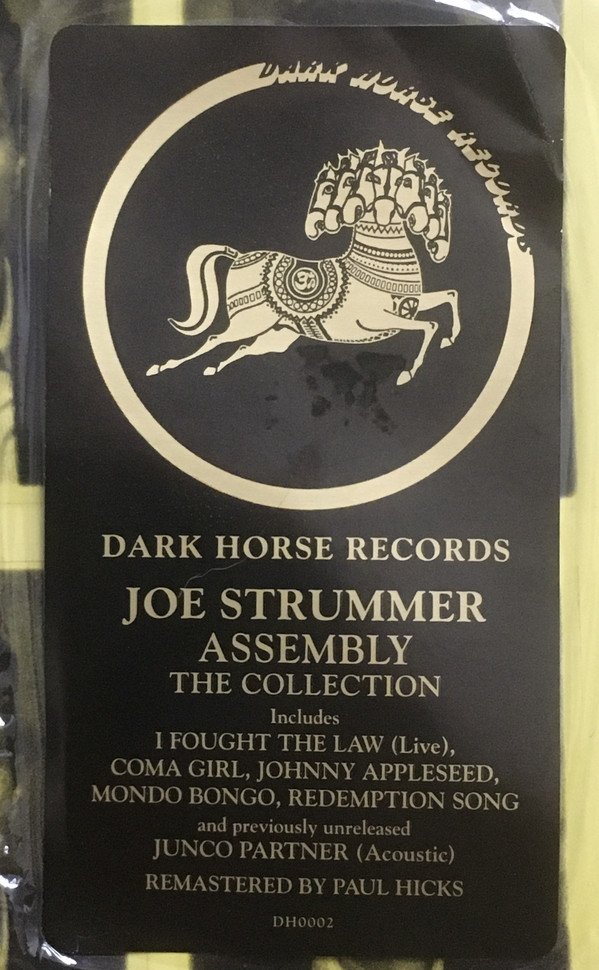 DARK HORSE RECORDS
DARK HORSE RECORDS
JOE STRUMMER
ASSEMBLY
THE COLLECTION
Includes
I FOUGHT THE LAW (Live),
COMA GIRL, JOHNNY APPLESEED,
MONDO BONGO, REDEMPTION SONG
and previously unreleased
JUNCO PARTNER (Acoustic)
REMASTERED BY PAUL HICKS
DH0002